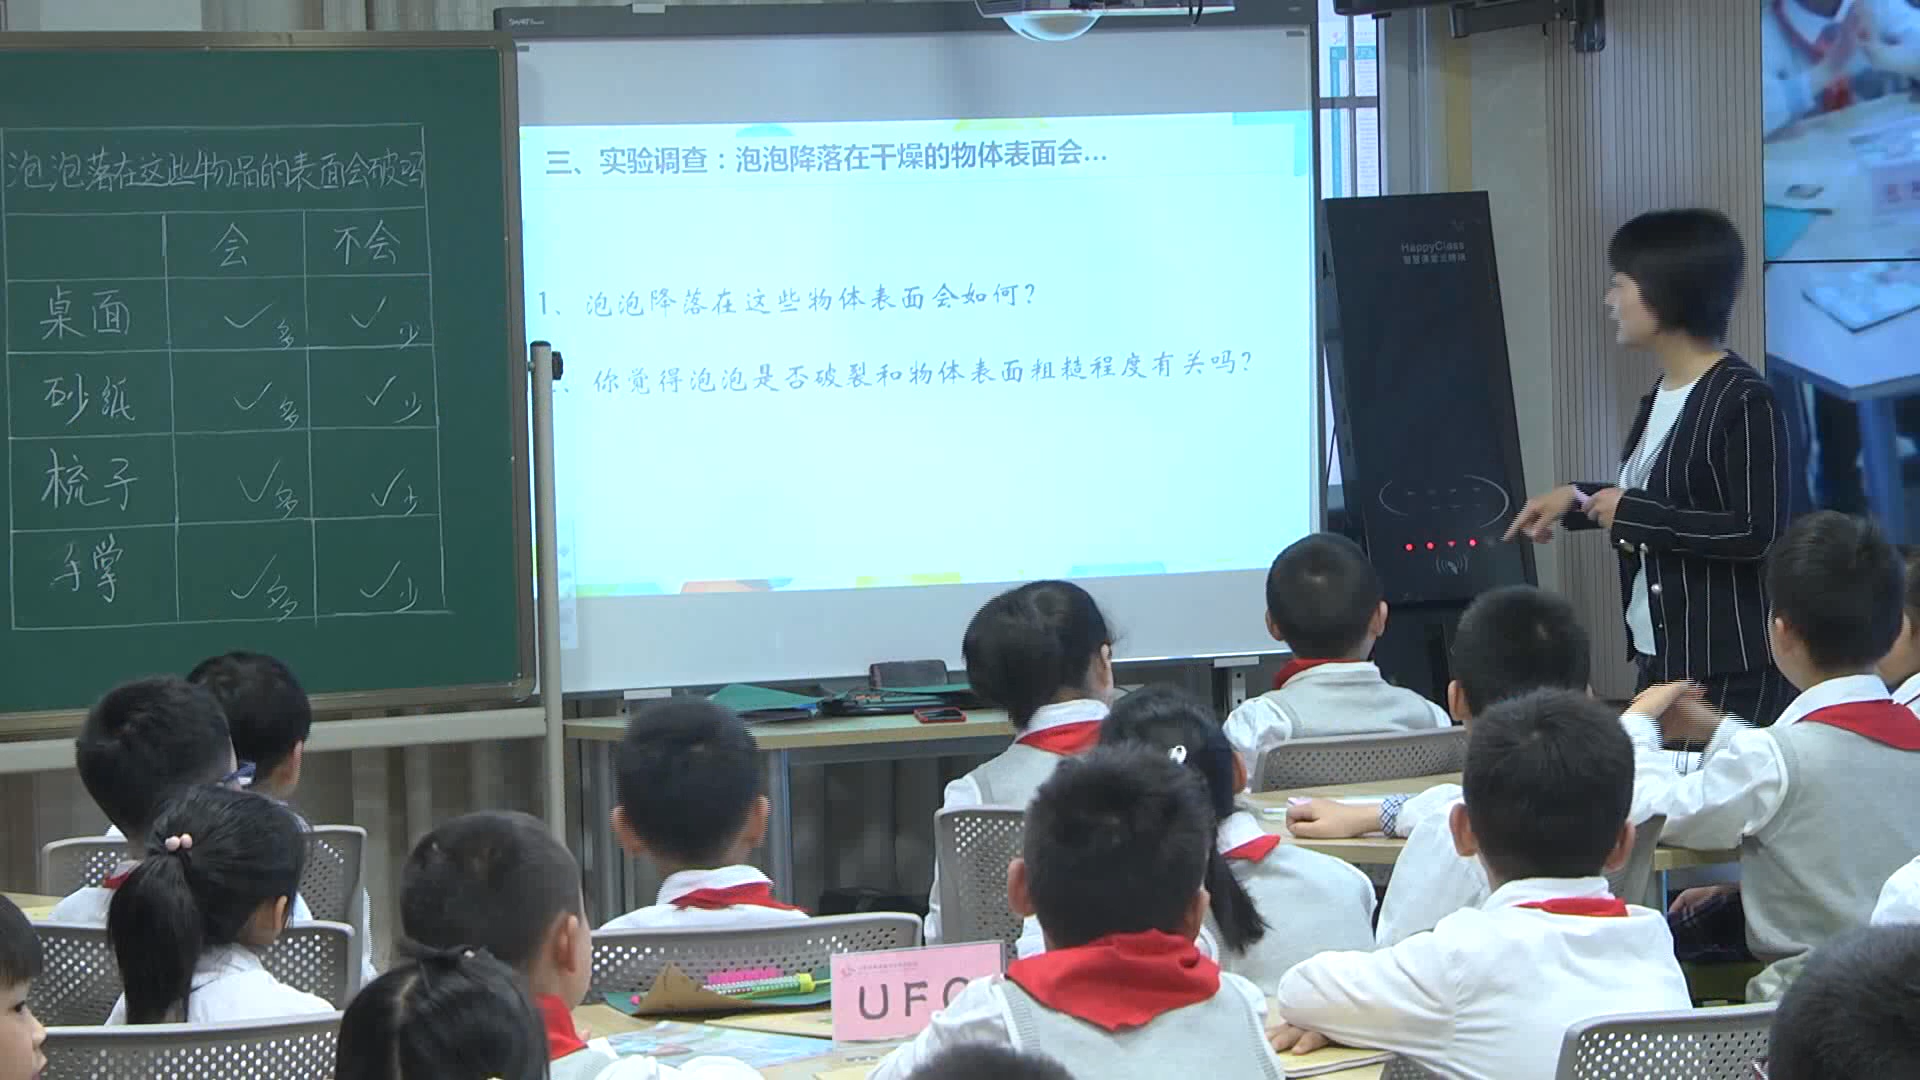 泡泡落在这些物品的表面会破吗
会 不会
桌面 ✓多 ✓少
砂纸 ✓多 ✓少
梳子 ✓多 ✓少
手掌 ✓多 ✓少
三、实验调查：泡泡降落在干燥的物体表面会...
1、泡泡降落在这些物体表面会如何？
、你觉得泡泡是否破裂和物体表面粗糙程度有关吗？
HappyClass
UFO